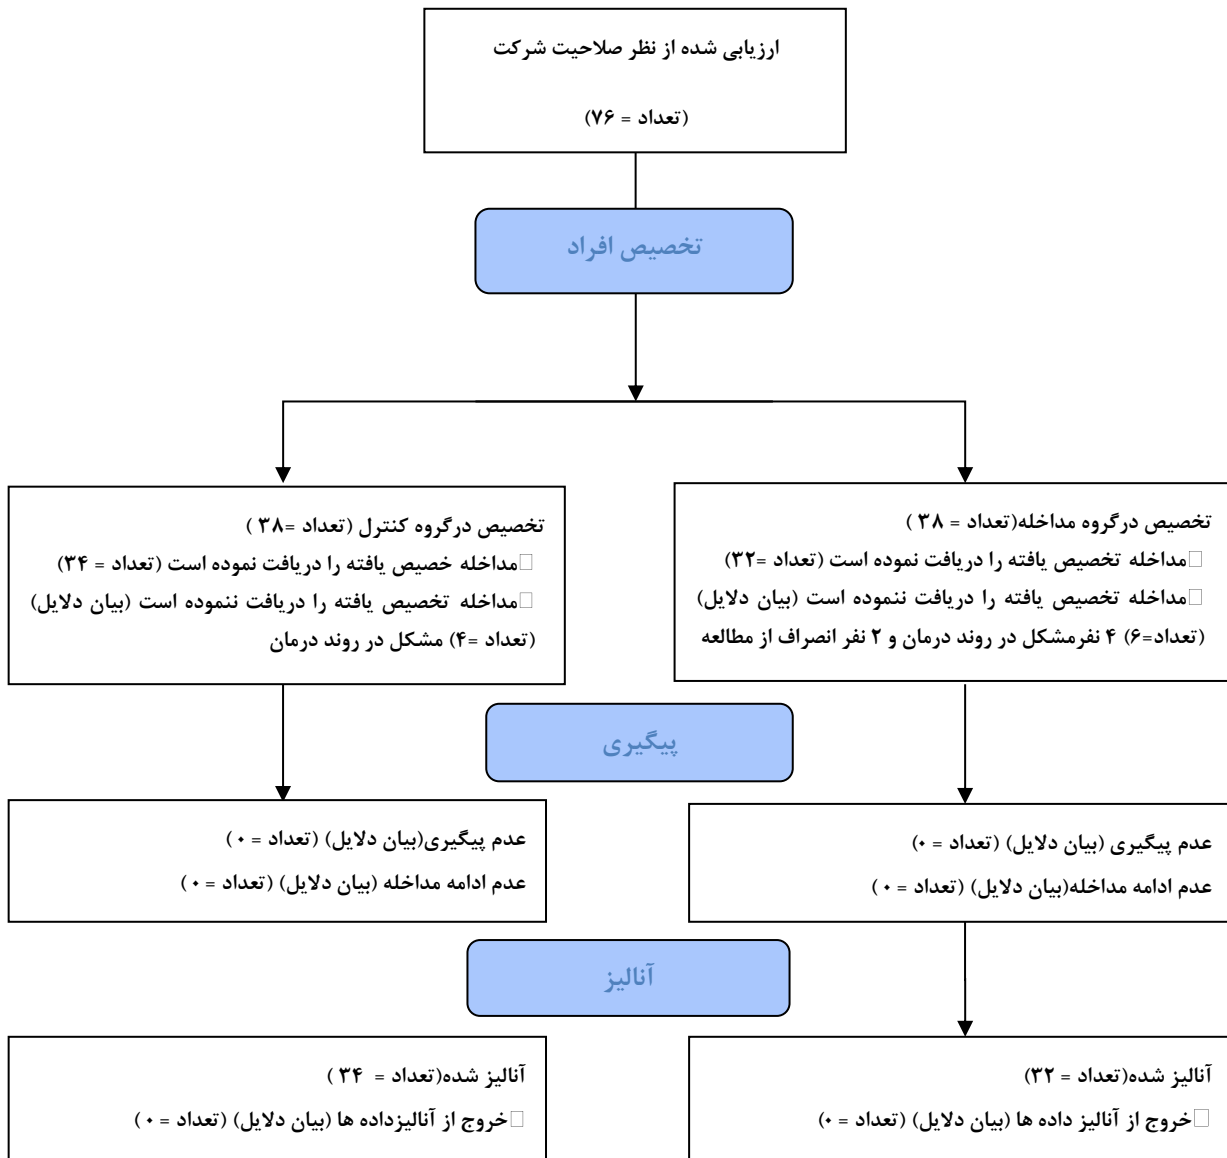 ارزیابی شده از نظر صلاحیت شرکت
(تعداد = ۷۶)
تخصیص افراد
تخصیص درگروه مداخله(تعداد = ۳۸ )
□مداخله تخصیص یافته را دریافت نموده است (تعداد =۳۲)
□مداخله تخصیص یافته را دریافت ننموده است (بیان دلایل)
(تعداد=۶) ۴ نفرمشکل در روند درمان و ۲ نفر انصراف از مطالعه
تخصیص درگروه کنترل (تعداد =۳۸ )
□مداخله خصیص یافته را دریافت نموده است (تعداد = ۳۴)
□مداخله تخصیص یافته را دریافت ننموده است (بیان دلایل)
(تعداد =۴) مشکل در روند درمان
پیگیری
عدم پیگیری (بیان دلایل) (تعداد = ۰)
عدم ادامه مداخله(بیان دلایل) (تعداد = ۰ )
عدم پیگیری(بیان دلایل) (تعداد = ۰ )
عدم ادامه مداخله (بیان دلایل) (تعداد = ۰ )
آنالیز
آنالیز شده(تعداد = ۳۲)
□خروج از آنالیز داده ها (بیان دلایل) (تعداد = ۰)
آنالیز شده(تعداد = ۳۴ )
□خروج از آنالیزداده ها (بیان دلایل) (تعداد = ۰ )